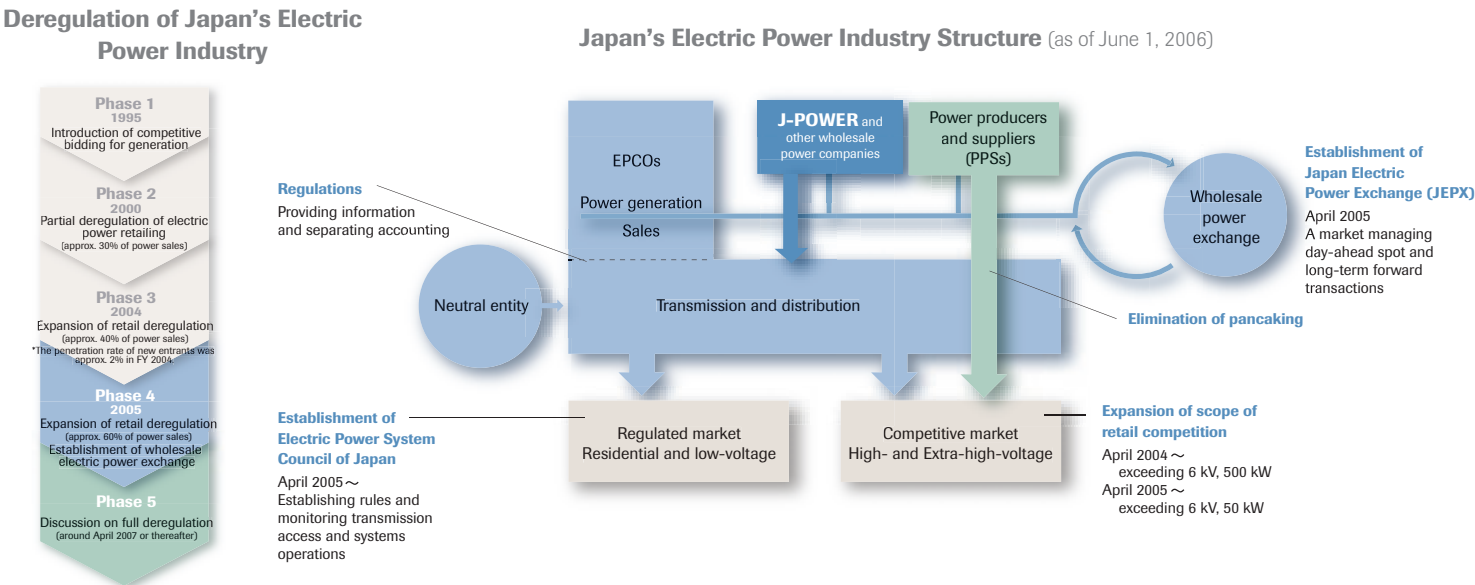 Deregulation of Japan's Electric
Power Industry
Phase 1
1995
Introduction of competitive
bidding for generation
Phase 2
2000
Partial deregulation of electric
power retailing
(approx. 30% of power sales)
Phase 3
2004
Expansion of retail deregulation
(approx. 40% of power sales)
*The penetration rate of new entrants was
approx. 2% in FY 2004.
Phase 4
2005
Expansion of retail deregulation
(approx. 60% of power sales)
Establishment of wholesale
electric power exchange
Phase 5
Discussion on full deregulation
(around April 2007 or thereafter)
Japan's Electric Power Industry Structure (as of June 1, 2006)
Regulations
Providing information
and separating accounting
EPCOs
Power generation
Sales
J-POWER and
other wholesale
power companies
Power producers
and suppliers
(PPSs)
Wholesale
power
exchange
Establishment of
Japan Electric
Power Exchange (JEPX)
April 2005
A market managing
day-ahead spot and
long-term forward
transactions
Neutral entity
Transmission and distribution
Elimination of pancaking
Establishment of
Electric Power System
Council of Japan
April 2005～
Establishing rules and
monitoring transmission
access and systems
operations
Regulated market
Residential and low-voltage
Competitive market
High- and Extra-high-voltage
Expansion of scope of
retail competition
April 2004～
exceeding 6 kV, 500 kW
April 2005～
exceeding 6 kV, 50 kW